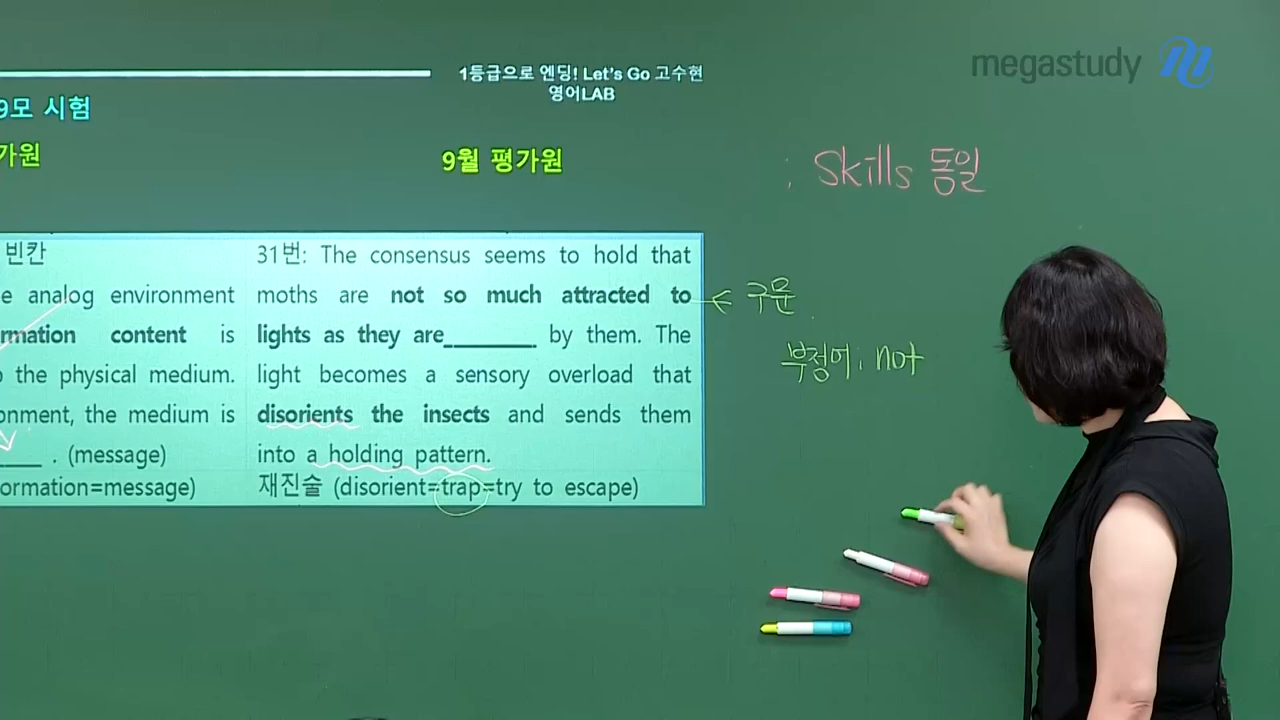 megastudy
1등급으로 엔딩! Let's Go 고수현
영어LAB
9모 시험
가원
9월 평가원
: Skills 동일
빈칸
e analog environment
rmation content is
the physical medium.
onment, the medium is
____ . (message)
ormation=message)
31번: The consensus seems to hold that
moths are not so much attracted to
lights as they are________ by them. The
light becomes a sensory overload that
disorients the insects and sends them
into a holding pattern.
재진술 (disorient=trap=try to escape)
구문
부정어: not